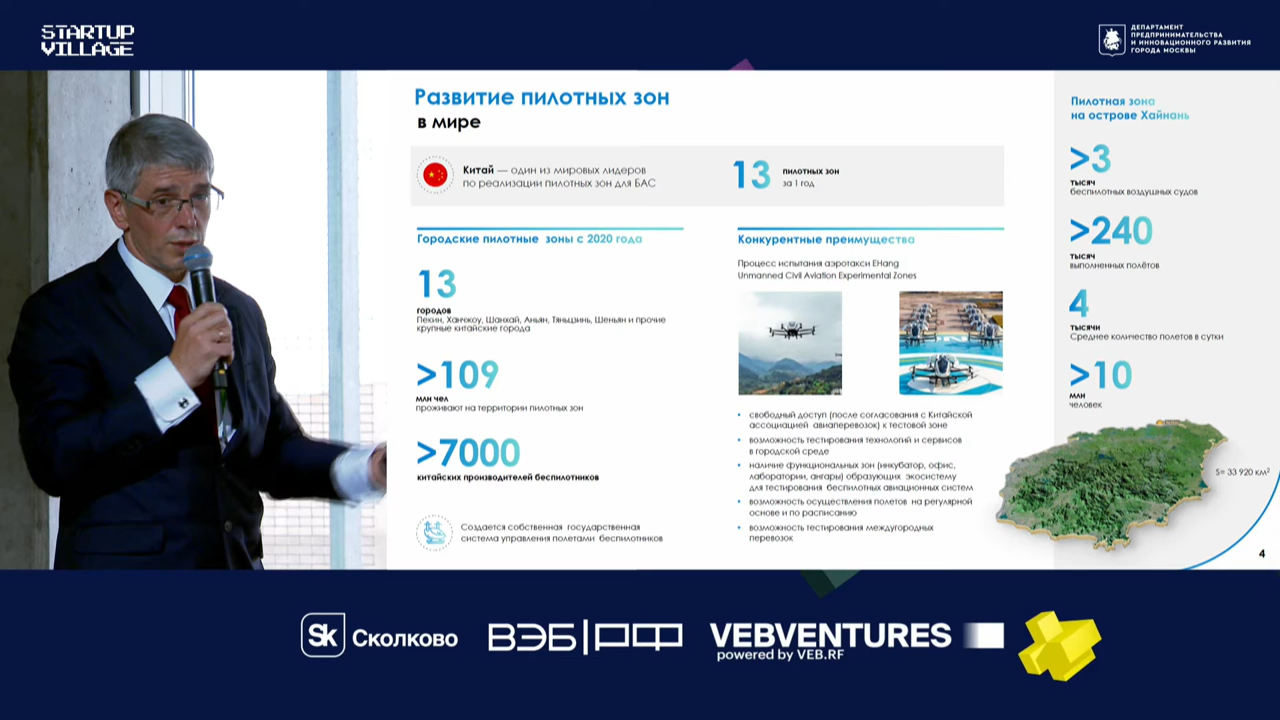 STARTUP
VILLAGE
ДЕПАРТАМЕНТ
ПРЕДПРИНИМАТЕЛЬСТВА
И ИННОВАЦИОННОГО РАЗВИТИЯ
ГОРОДА МОСКВЫ
Развитие пилотных зон
в мире
Китай — один из мировых лидеров
по реализации пилотных зон для БАС
13
пилотных зон
за 1 год
Городские пилотные зоны с 2020 года
13
городов
Пекин, Ханчжоу, Шанхай, Аньян, Тяньцзинь, Шеньян и прочие
крупные китайские города
>109
млн чел
проживают на территории пилотных зон
>7000
китайских производителей беспилотников
Создается собственная государственная
система управления полетами беспилотников
Конкурентные преимущества
Процесс испытания аэротакси EHang
Unmanned Civil Aviation Experimental Zones
• свободный доступ (после согласования с Китайской
ассоциацией авиаперевозок) к тестовой зоне
• возможность тестирования технологий и сервисов
в городской среде
• наличие функциональных зон (инкубатор, офис,
лаборатории, ангары) образующих экосистему
для тестирования беспилотных авиационных систем
• возможность осуществления полетов на регулярной
основе и по расписанию
• возможность тестирования междугородных
перевозок
Пилотная зона
на острове Хайнань
>3
тысяч
беспилотных воздушных судов
>240
тысяч
выполненных полётов
4
тысячи
Среднее количество полетов в сутки
>10
млн
человек
S= 33 920 км²
4
Sk Сколково
ВЭБ|РФ
VEBVENTURES
powered by VEB.RF